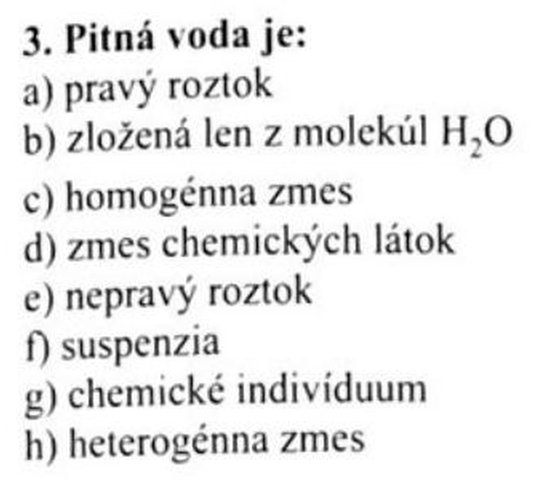 3. Pitná voda je:
a) pravý roztok
b) zložená len z molekúl H₂O
c) homogénna zmes
d) zmes chemických látok
e) nepravý roztok
f) suspenzia
g) chemické indivíduum
h) heterogénna zmes